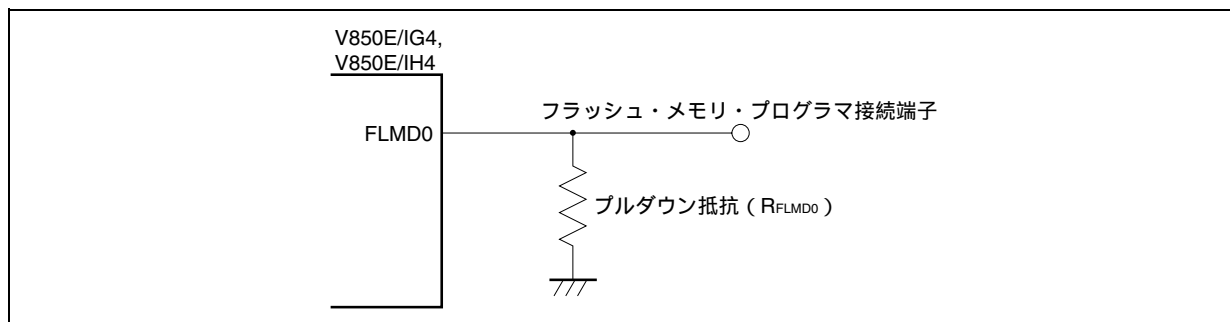 V850E/IG4,
V850E/IH4
フラッシュ・メモリ・プログラマ接続端子
FLMD0
プルダウン抵抗(RFLMD0)